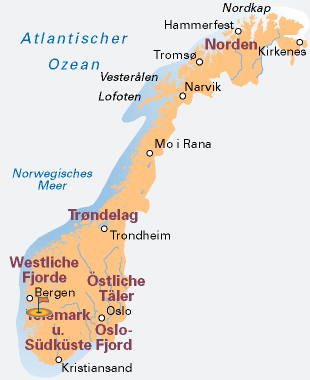 Nordkap
Hammerfest
Atlantischer
Ozean
Norden
Kirkenes
Tromsø
Vesterålen
Narvik
Lofoten
Mo i Rana
Norwegisches
Meer
Trøndelag
Trondheim
Westliche
Fjorde
Bergen
Östliche
Täler
Oslo
Telemark
u.
Südküste
Oslo-
Fjord
Kristiansand